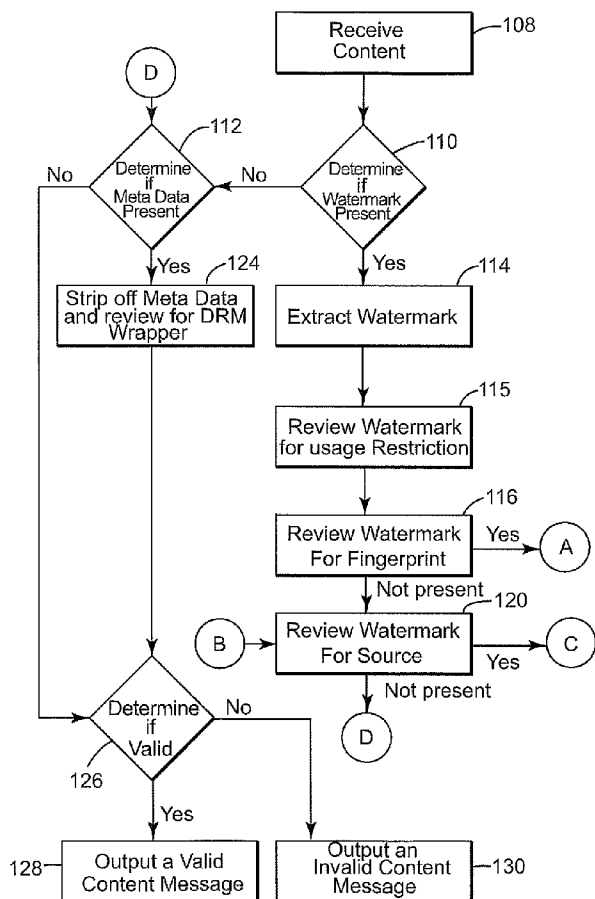 Receive
Content
108
D
112
110
Determine
if
Meta Data
Present
No
No
Determine
if
Watermark
Present
Yes
124
Yes
114
Strip off Meta Data
and review for DRM
Wrapper
Extract Watermark
115
Review Watermark
for usage Restriction
116
Review Watermark
For Fingerprint
Yes
A
Not present
120
B
Review Watermark
For Source
Yes
C
Not present
D
Determine
if
Valid
No
126
Yes
128
Output a Valid
Content Message
Output an
Invalid Content
Message
130